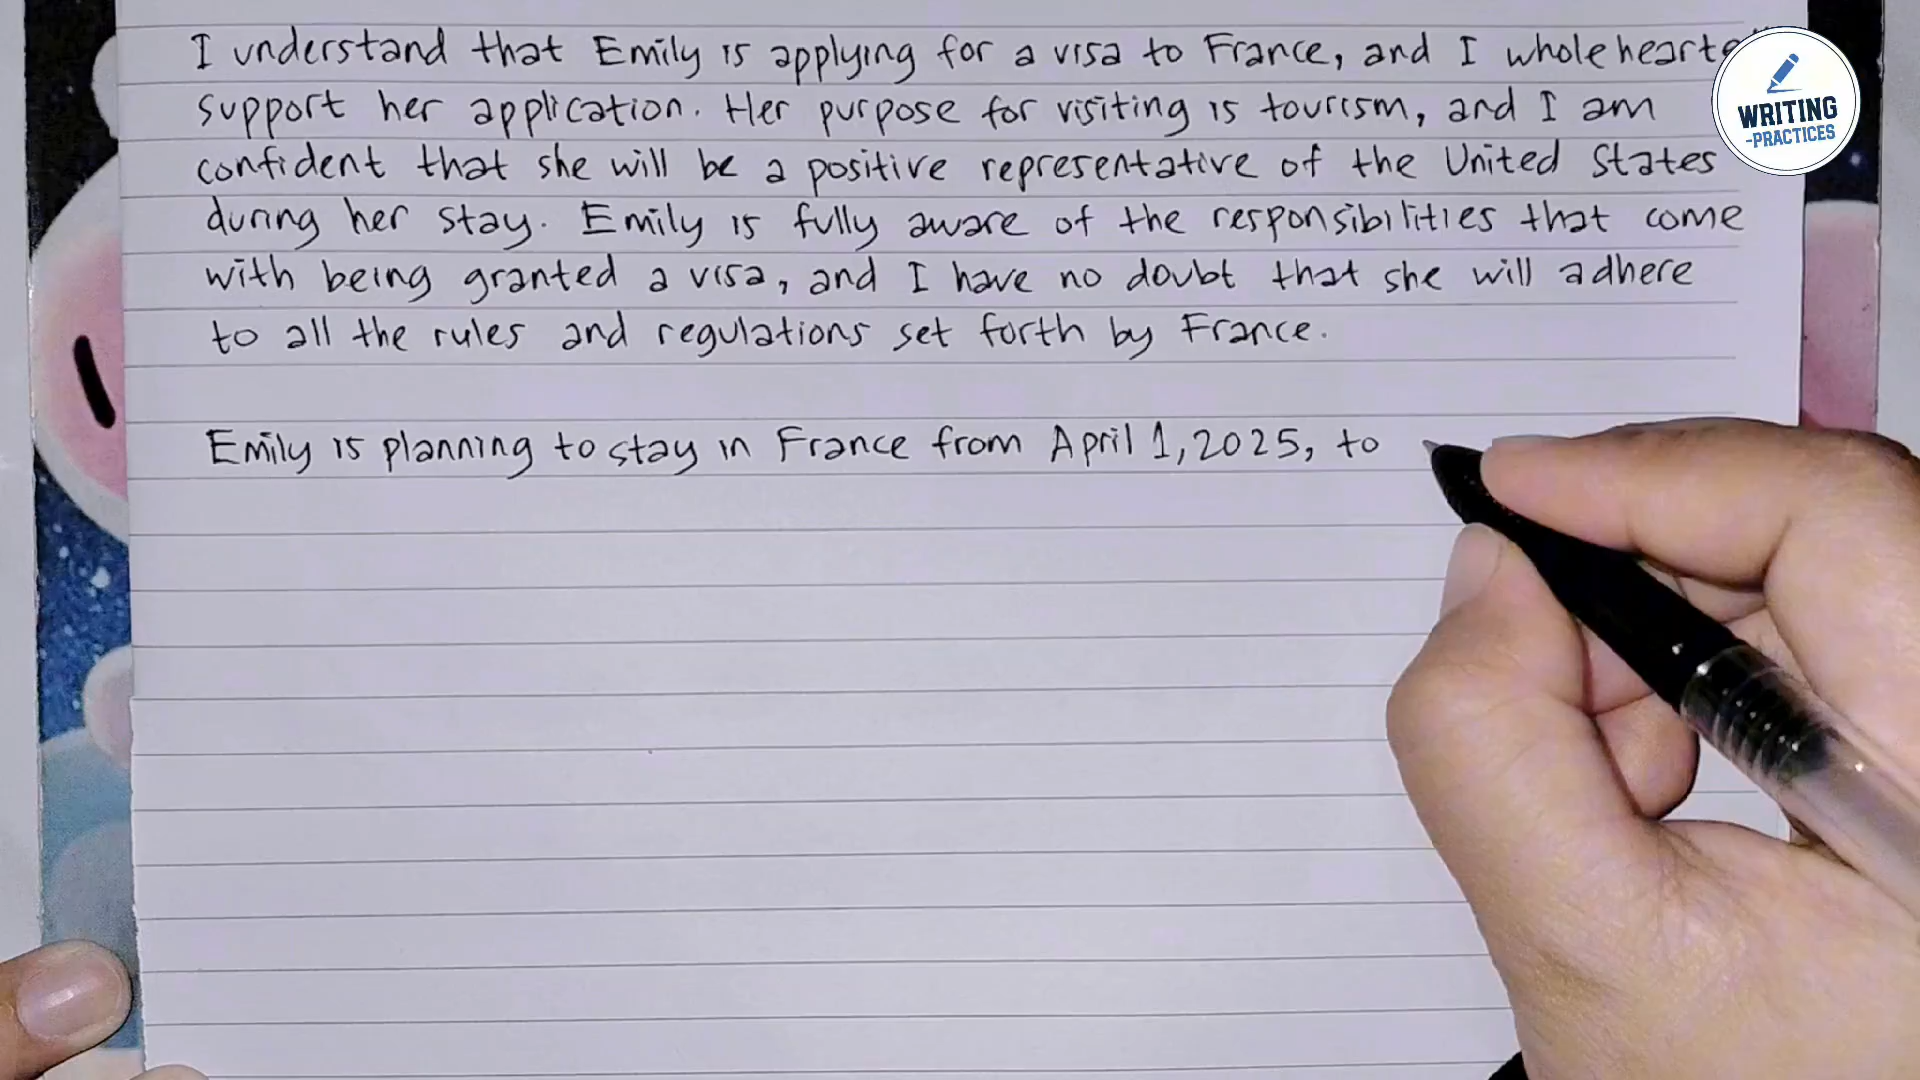 I understand that Emily is applying for a visa to France, and I whole hearte
support her application. Her purpose for visiting is tourism, and I am
confident that she will be a positive representative of the United States
during her stay. Emily is fully aware of the responsibilities that come
with being granted a visa, and I have no doubt that she will adhere
to all the rules and regulations set forth by France.
Emily is planning to stay in France from April 1, 2025, to
WRITING
-PRACTICES